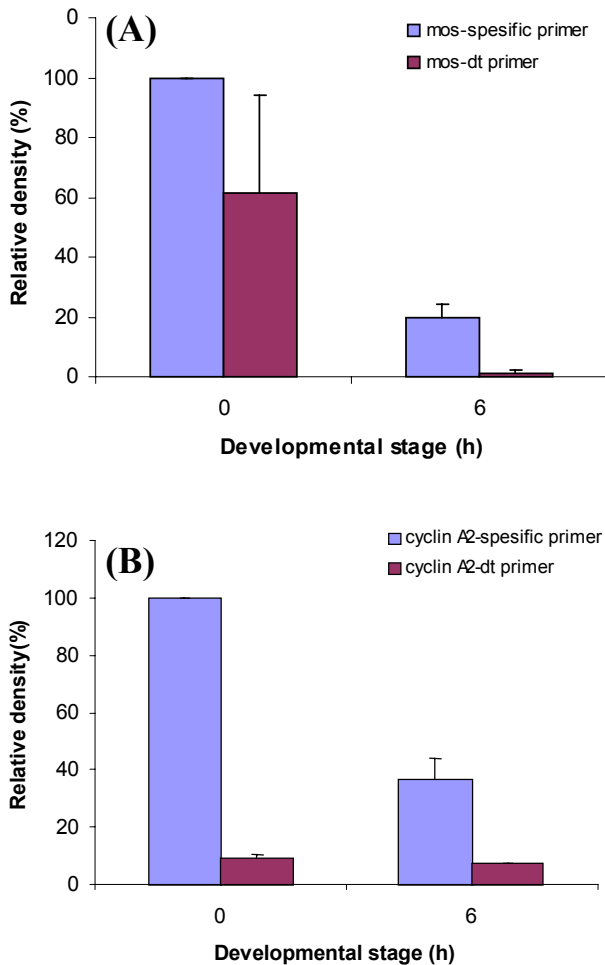 (A)
mos-spesific primer
mos-dt primer
Relative density (%)
0
100
80
60
40
20
0
0 6
Developmental stage (h)
(B)
cyclin A2-spesific primer
cyclin A2-dt primer
Relative density(%)
120
100
80
60
40
20
0
0 6
Developmental stage (h)